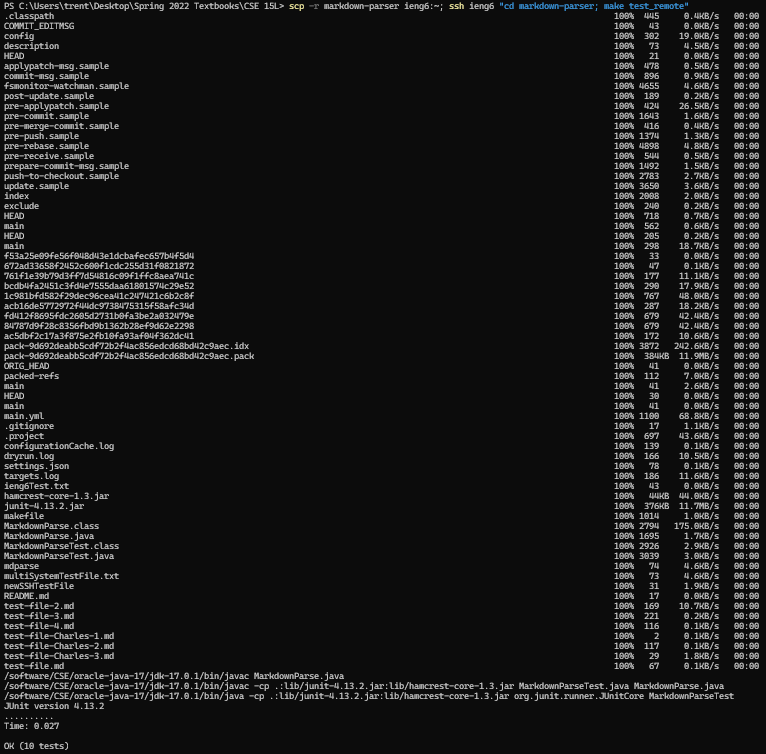 PS C:\Users\trent\Desktop\Spring 2022 Textbooks\CSE 15L> scp -r markdown-parser ieng6:~; ssh ieng6 "cd markdown-parser; make test_remote"
.classpath 100% 445 0.4KB/s 00:00
COMMIT_EDITMSG 100% 43 0.0KB/s 00:00
config 100% 302 19.0KB/s 00:00
description 100% 73 4.5KB/s 00:00
HEAD 100% 21 0.0KB/s 00:00
applypatch-msg.sample 100% 478 0.5KB/s 00:00
commit-msg.sample 100% 896 0.9KB/s 00:00
fsmonitor-watchman.sample 100% 4655 4.6KB/s 00:00
post-update.sample 100% 189 0.2KB/s 00:00
pre-applypatch.sample 100% 424 26.5KB/s 00:00
pre-commit.sample 100% 1643 1.6KB/s 00:00
pre-merge-commit.sample 100% 416 0.4KB/s 00:00
pre-push.sample 100% 1374 1.3KB/s 00:00
pre-rebase.sample 100% 4898 4.8KB/s 00:00
pre-receive.sample 100% 544 0.5KB/s 00:00
prepare-commit-msg.sample 100% 1492 1.5KB/s 00:00
push-to-checkout.sample 100% 2783 2.7KB/s 00:00
update.sample 100% 3650 3.6KB/s 00:00
index 100% 2008 2.0KB/s 00:00
exclude 100% 240 0.2KB/s 00:00
HEAD 100% 718 0.7KB/s 00:00
main 100% 562 0.6KB/s 00:00
HEAD 100% 205 0.2KB/s 00:00
main 100% 298 18.7KB/s 00:00
f53a25e09fe56f048d43e1dcbafec657b4f5d4 100% 33 0.0KB/s 00:00
672ad33658f2452c600f1cdc255d31f0821872 100% 47 0.1KB/s 00:00
761f1e39b79d3ff7d54816c09f1ffc8aea741c 100% 177 11.1KB/s 00:00
bcdb4fa2451c3fd4e7555daa61801574c29e52 100% 290 17.9KB/s 00:00
1c981bfd582f29dec96cea41c247421c6b2c8f 100% 767 48.0KB/s 00:00
acb16de5772972f44dc9738475315f58afc34d 100% 287 18.2KB/s 00:00
fd412f8695fdc2605d2731b0fa3be2a032479e 100% 679 42.4KB/s 00:00
84787d9f28c8356fbd9b1362b28ef9d62e2298 100% 679 42.4KB/s 00:00
ac5dbf2c17a3f875e2fb10fa93af04f362dc41 100% 172 10.6KB/s 00:00
pack-9d692deabb5cdf72b2f4ac856edcd68bd42c9aec.idx 100% 3872 242.6KB/s 00:00
pack-9d692deabb5cdf72b2f4ac856edcd68bd42c9aec.pack 100% 384KB 11.9MB/s 00:00
ORIG_HEAD 100% 41 0.0KB/s 00:00
packed-refs 100% 112 7.0KB/s 00:00
main 100% 41 2.6KB/s 00:00
HEAD 100% 30 0.0KB/s 00:00
main 100% 41 0.0KB/s 00:00
main.yml 100% 1100 68.8KB/s 00:00
.gitignore 100% 17 1.1KB/s 00:00
.project 100% 697 43.6KB/s 00:00
configurationCache.log 100% 139 0.1KB/s 00:00
dryrun.log 100% 166 10.5KB/s 00:00
settings.json 100% 78 0.1KB/s 00:00
targets.log 100% 186 11.6KB/s 00:00
ieng6Test.txt 100% 43 0.0KB/s 00:00
hamcrest-core-1.3.jar 100% 44KB 44.0KB/s 00:00
junit-4.13.2.jar 100% 376KB 11.7MB/s 00:00
makefile 100% 1014 1.0KB/s 00:00
MarkdownParse.class 100% 2794 175.0KB/s 00:00
MarkdownParse.java 100% 1695 1.7KB/s 00:00
MarkdownParseTest.class 100% 2926 2.9KB/s 00:00
MarkdownParseTest.java 100% 3039 3.0KB/s 00:00
mdparse 100% 74 4.6KB/s 00:00
multiSystemTestFile.txt 100% 73 4.6KB/s 00:00
newSSHTestFile 100% 31 1.9KB/s 00:00
README.md 100% 17 0.0KB/s 00:00
test-file-2.md 100% 169 10.7KB/s 00:00
test-file-3.md 100% 221 0.2KB/s 00:00
test-file-4.md 100% 116 0.1KB/s 00:00
test-file-Charles-1.md 100% 2 0.1KB/s 00:00
test-file-Charles-2.md 100% 117 0.1KB/s 00:00
test-file-Charles-3.md 100% 29 1.8KB/s 00:00
test-file.md 100% 67 0.1KB/s 00:00
/software/CSE/oracle-java-17/jdk-17.0.1/bin/javac MarkdownParse.java
/software/CSE/oracle-java-17/jdk-17.0.1/bin/javac -cp .:lib/junit-4.13.2.jar:lib/hamcrest-core-1.3.jar MarkdownParseTest.java MarkdownParse.java
/software/CSE/oracle-java-17/jdk-17.0.1/bin/java -cp .:lib/junit-4.13.2.jar:lib/hamcrest-core-1.3.jar org.junit.runner.JUnitCore MarkdownParseTest
JUnit version 4.13.2
..........
Time: 0.027
OK (10 tests)